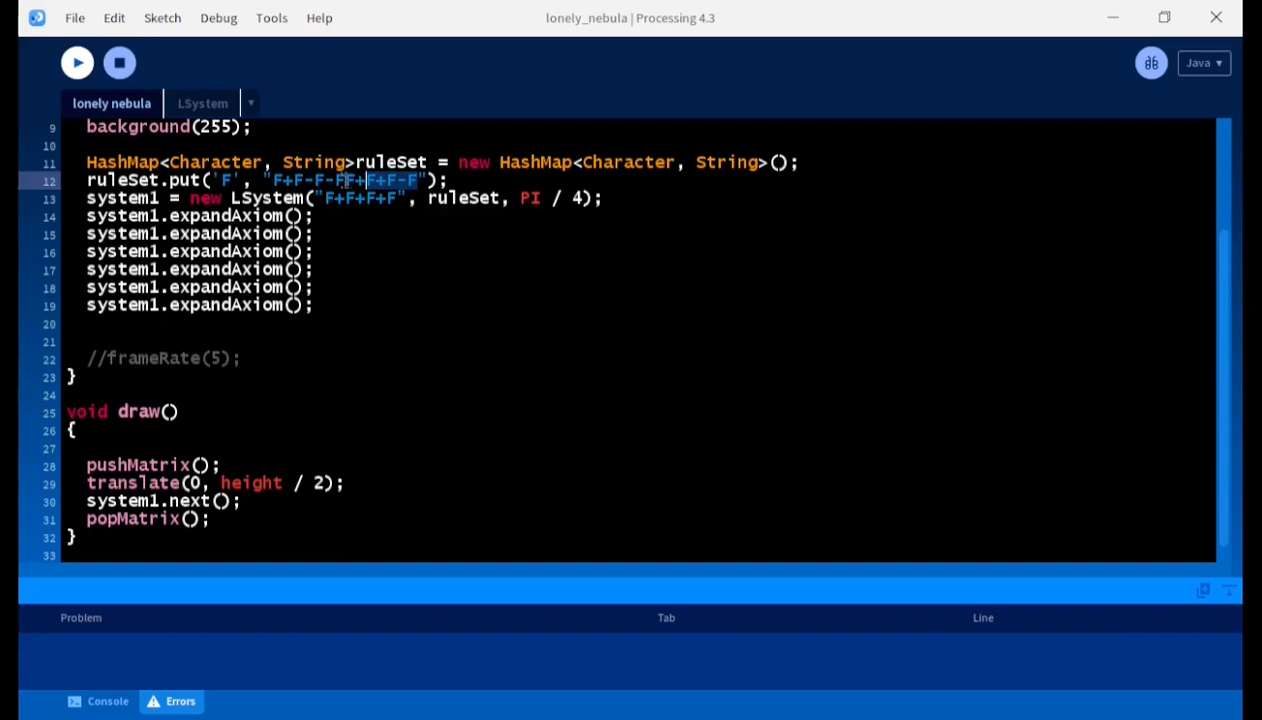 File Edit Sketch Debug Tools Help lonely_nebula | Processing 4.3
Java ▾
lonely nebula LSystem ▾
9 background(255);
10
11 HashMap<Character, String>ruleSet = new HashMap<Character, String>();
12 ruleSet.put('F', "F+F-F-FF+F+F-F");
13 system1 = new LSystem("F+F+F+F", ruleSet, PI / 4);
14 system1.expandAxiom();
15 system1.expandAxiom();
16 system1.expandAxiom();
17 system1.expandAxiom();
18 system1.expandAxiom();
19 system1.expandAxiom();
20
21
22 //frameRate(5);
23 }
24
25 void draw()
26 {
27
28 pushMatrix();
29 translate(0, height / 2);
30 system1.next();
31 popMatrix();
32 }
33
Problem Tab Line
Console Errors